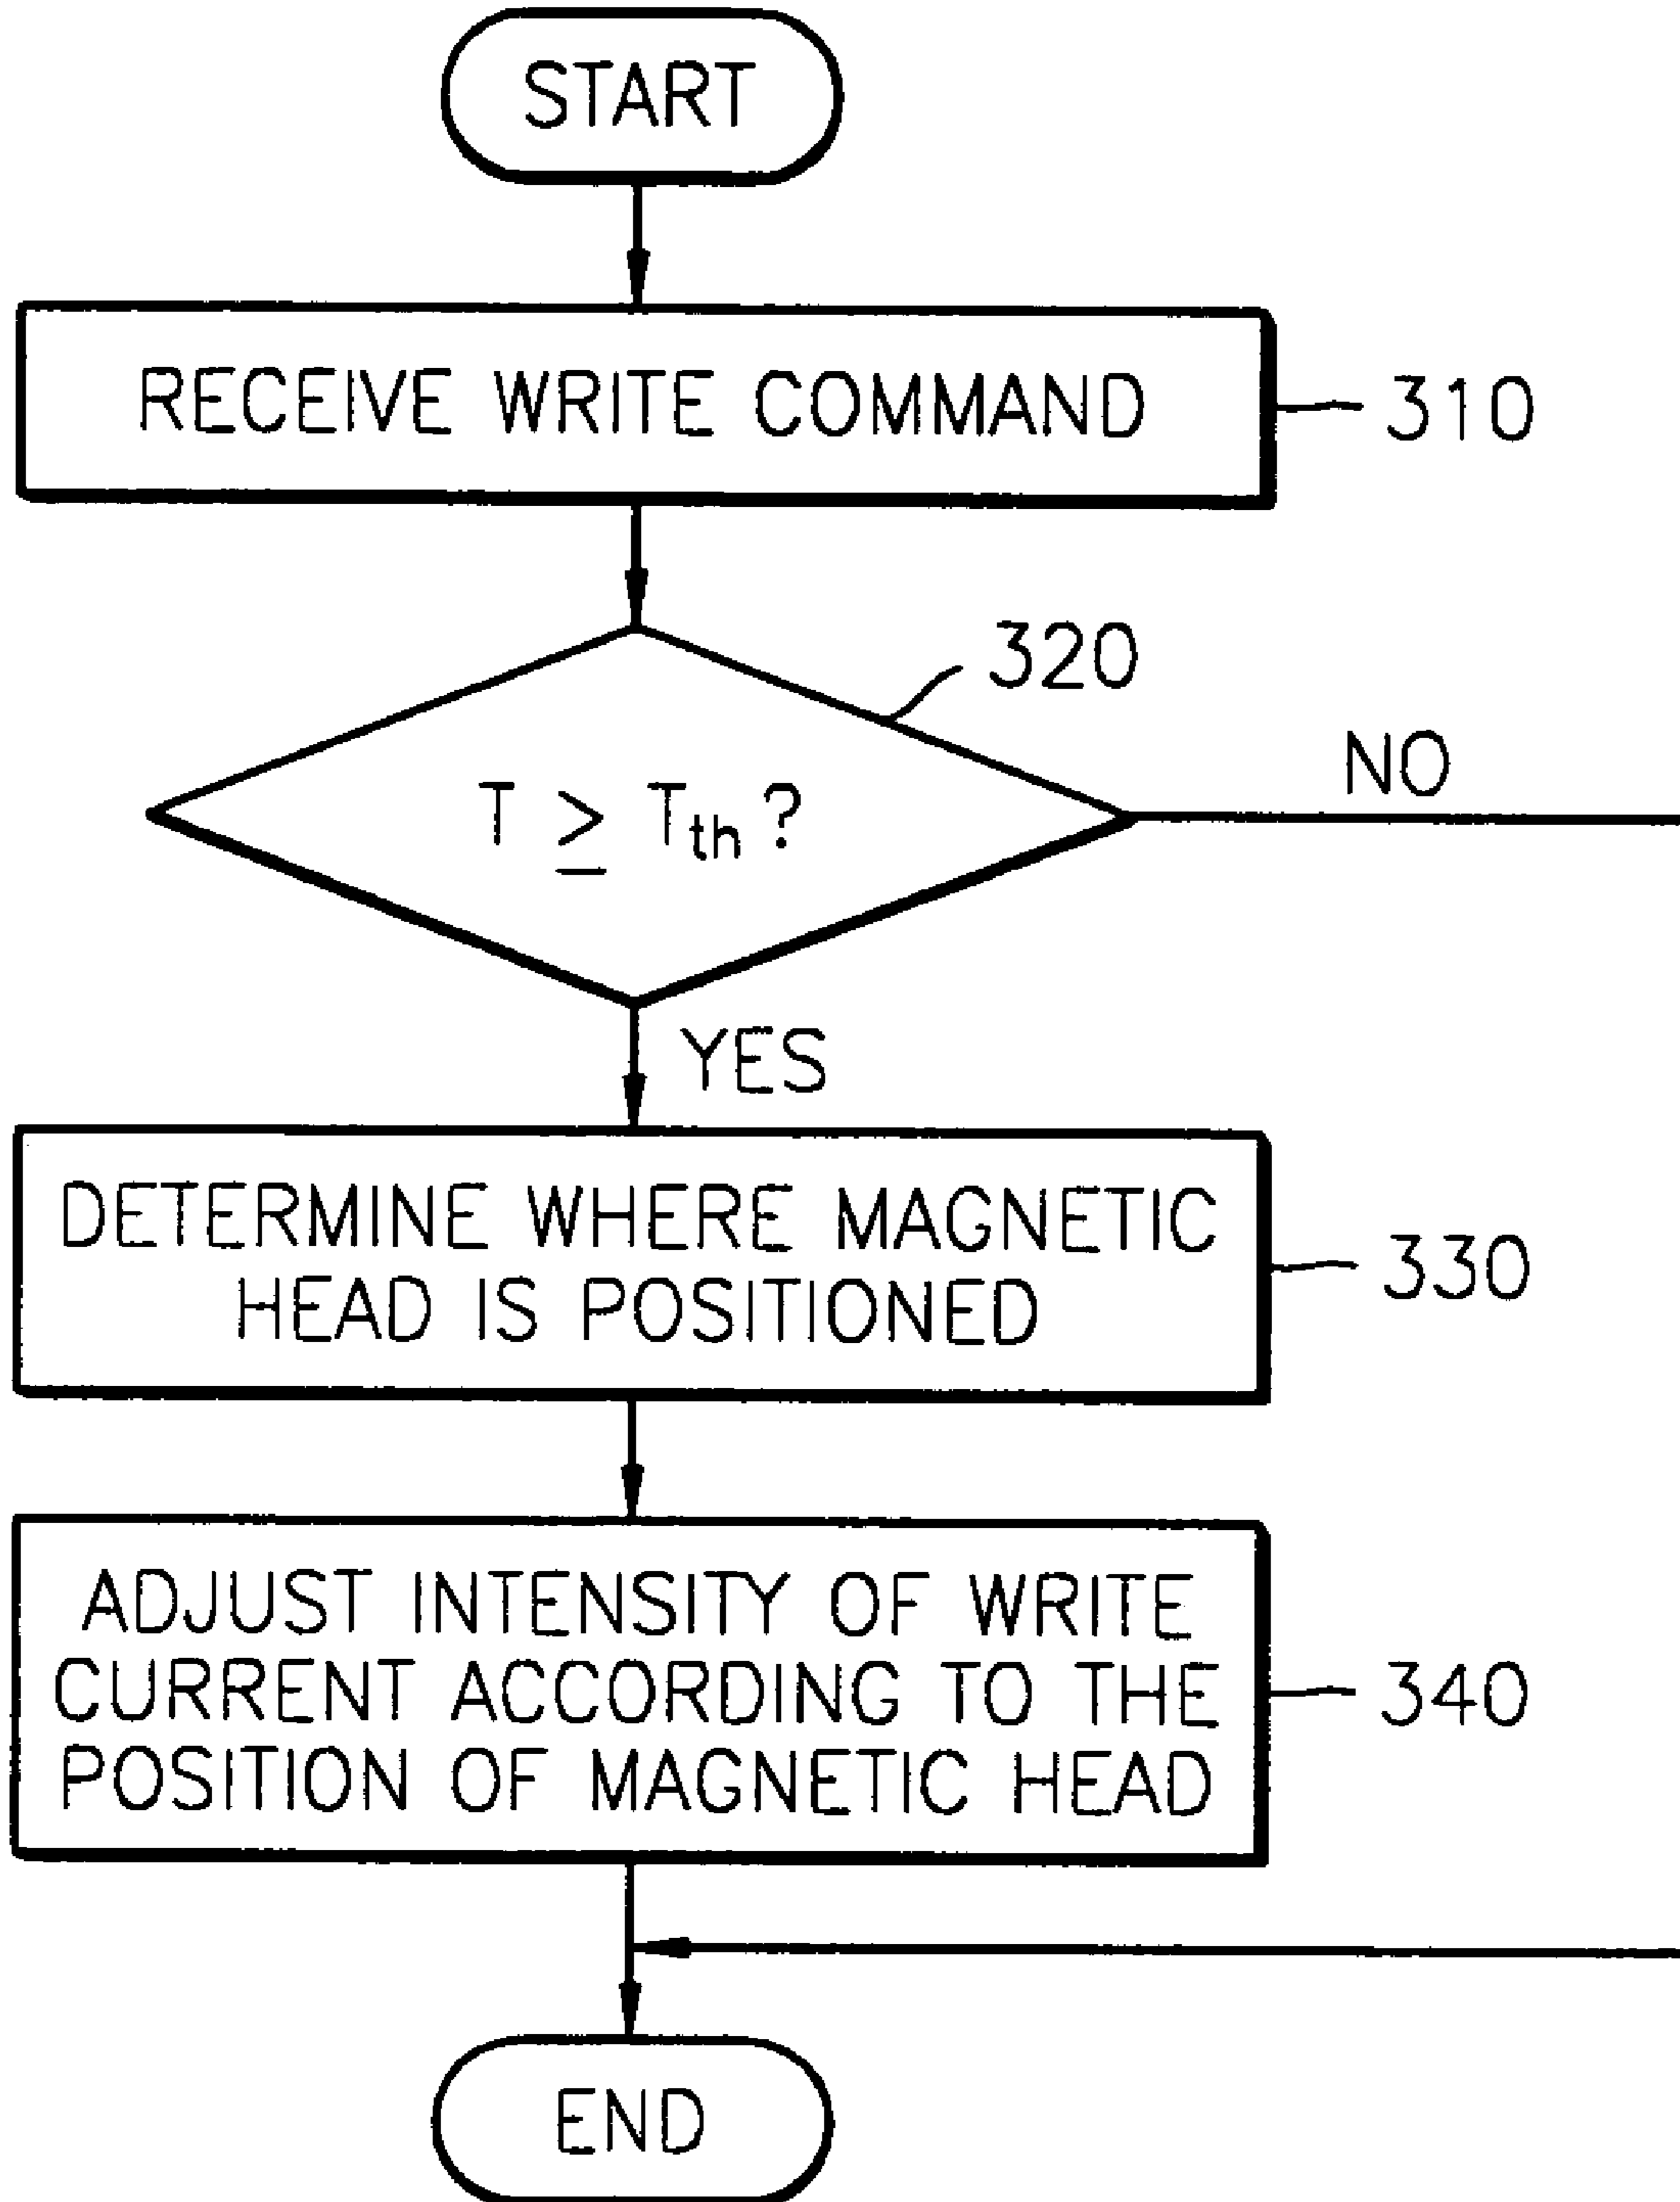 START
RECEIVE WRITE COMMAND
310
320
T ≥ Tth?
NO
YES
DETERMINE WHERE MAGNETIC
HEAD IS POSITIONED
330
ADJUST INTENSITY OF WRITE
CURRENT ACCORDING TO THE
POSITION OF MAGNETIC HEAD
340
END